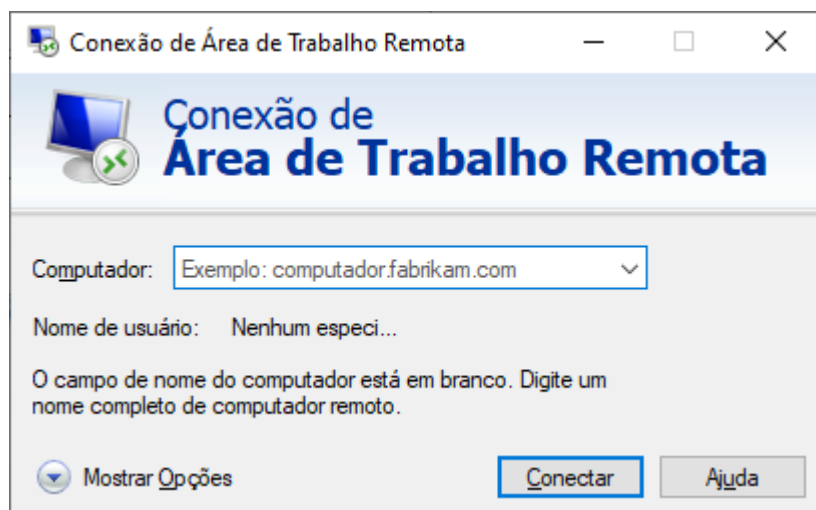 Conexão de Área de Trabalho Remota
Conexão de
Área de Trabalho Remota
Computador: Exemplo: computador.fabrikam.com
Nome de usuário: Nenhum especi...
O campo de nome do computador está em branco. Digite um
nome completo de computador remoto.
Mostrar Opções Conectar Ajuda